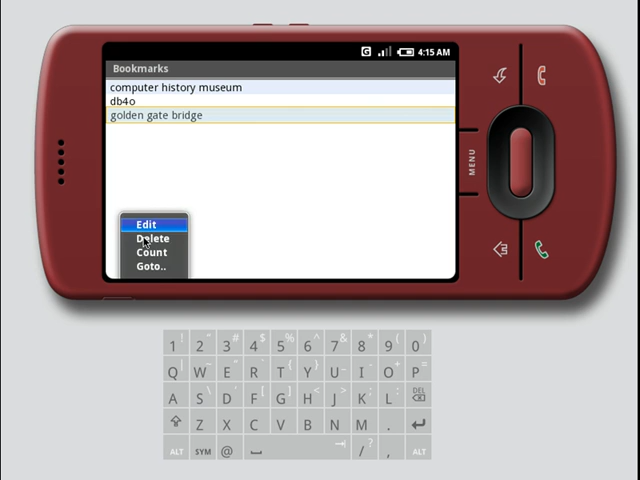 G 4:15 AM
Bookmarks
computer history museum
db4o
golden gate bridge
Edit
Delete
Count
Goto..
MENU
1 ! 2 " 3 # 4 $ 5 % 6 ^ 7 & 8 * 9 ( 0 )
Q W E R T { Y } U - I - O + P =
A S \ D F [ G ] H < J > K ; L : DEL
Z X C V B N M .
ALT SYM @ / ? , ALT